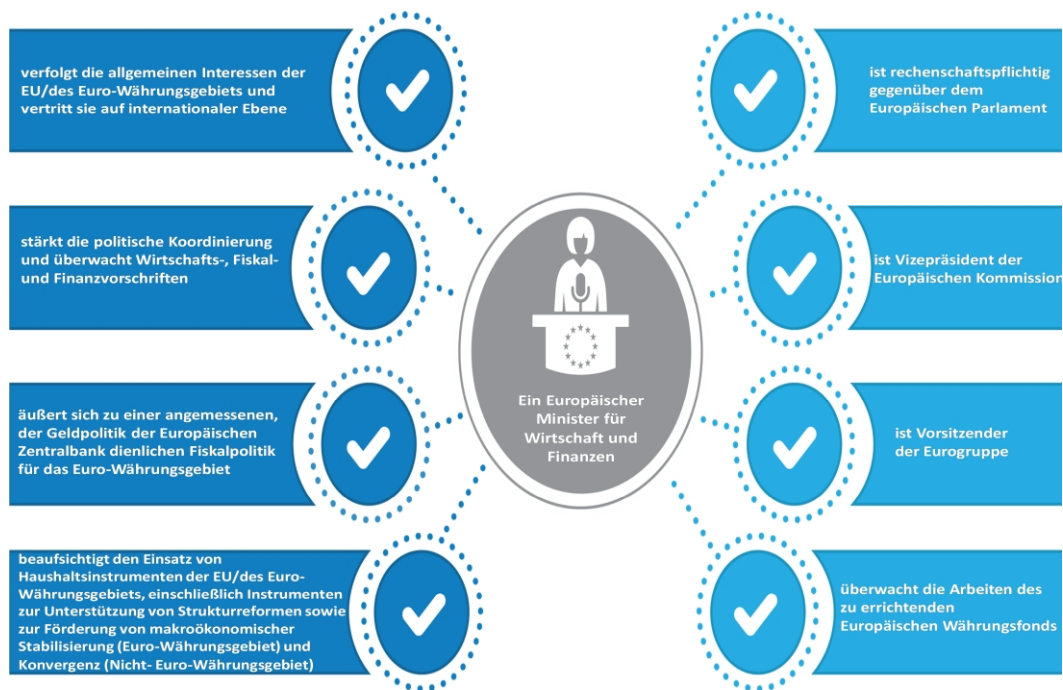 verfolgt die allgemeinen Interessen der
EU/des Euro-Währungsgebiets und
vertritt sie auf internationaler Ebene
stärkt die politische Koordinierung
und überwacht Wirtschafts-, Fiskal-
und Finanzvorschriften
äußert sich zu einer angemessenen,
der Geldpolitik der Europäischen
Zentralbank dienlichen Fiskalpolitik
für das Euro-Währungsgebiet
beaufsichtigt den Einsatz von
Haushaltsinstrumenten der EU/des Euro-
Währungsgebiets, einschließlich Instrumenten
zur Unterstützung von Strukturreformen sowie
zur Förderung von makroökonomischer
Stabilisierung (Euro-Währungsgebiet) und
Konvergenz (Nicht- Euro-Währungsgebiet)
Ein Europäischer
Minister für
Wirtschaft und
Finanzen
ist rechenschaftspflichtig
gegenüber dem
Europäischen Parlament
ist Vizepräsident der
Europäischen Kommission
ist Vorsitzender
der Eurogruppe
überwacht die Arbeiten des
zu errichtenden
Europäischen Währungsfonds